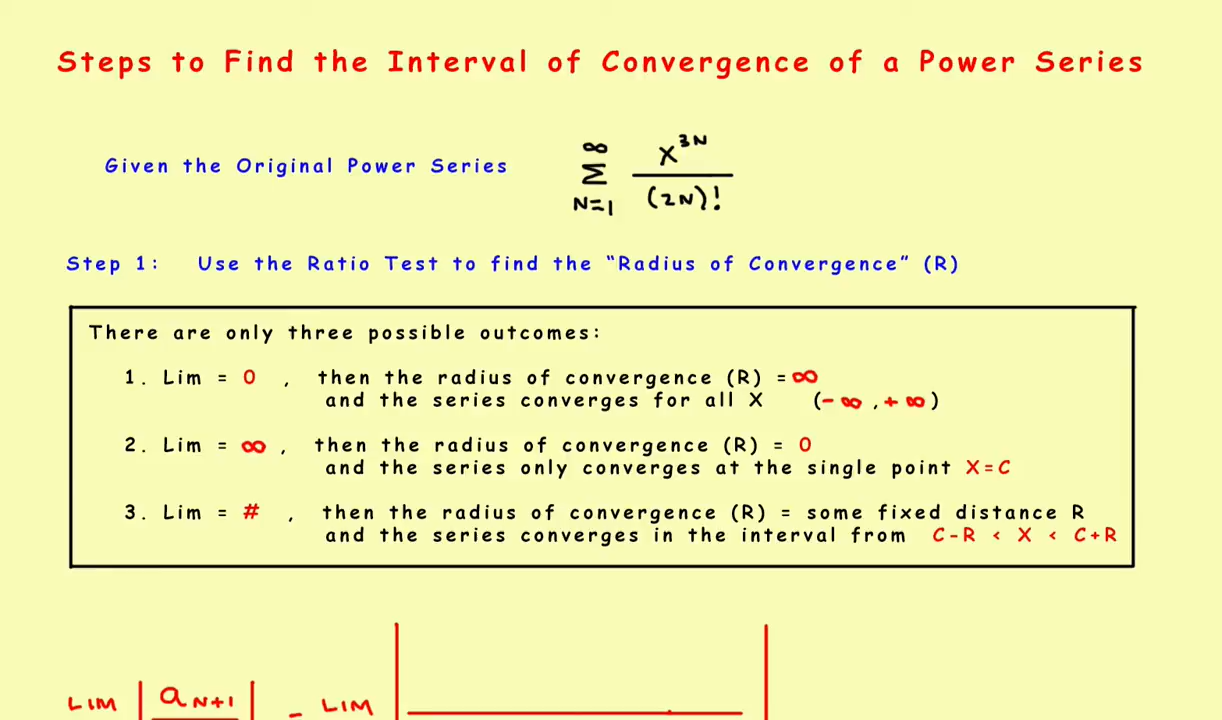 Steps to Find the Interval of Convergence of a Power Series
Given the Original Power Series ∞ Σ N=1 X^3N / (2N)!
Step 1: Use the Ratio Test to find the “Radius of Convergence” (R)
There are only three possible outcomes:
1. Lim = 0 , then the radius of convergence (R) = ∞
and the series converges for all X (-∞,+∞)
2. Lim = ∞ , then the radius of convergence (R) = 0
and the series only converges at the single point X=C
3. Lim = # , then the radius of convergence (R) = some fixed distance R
and the series converges in the interval from C-R < X < C+R
LIM | a N+1 | = LIM | |